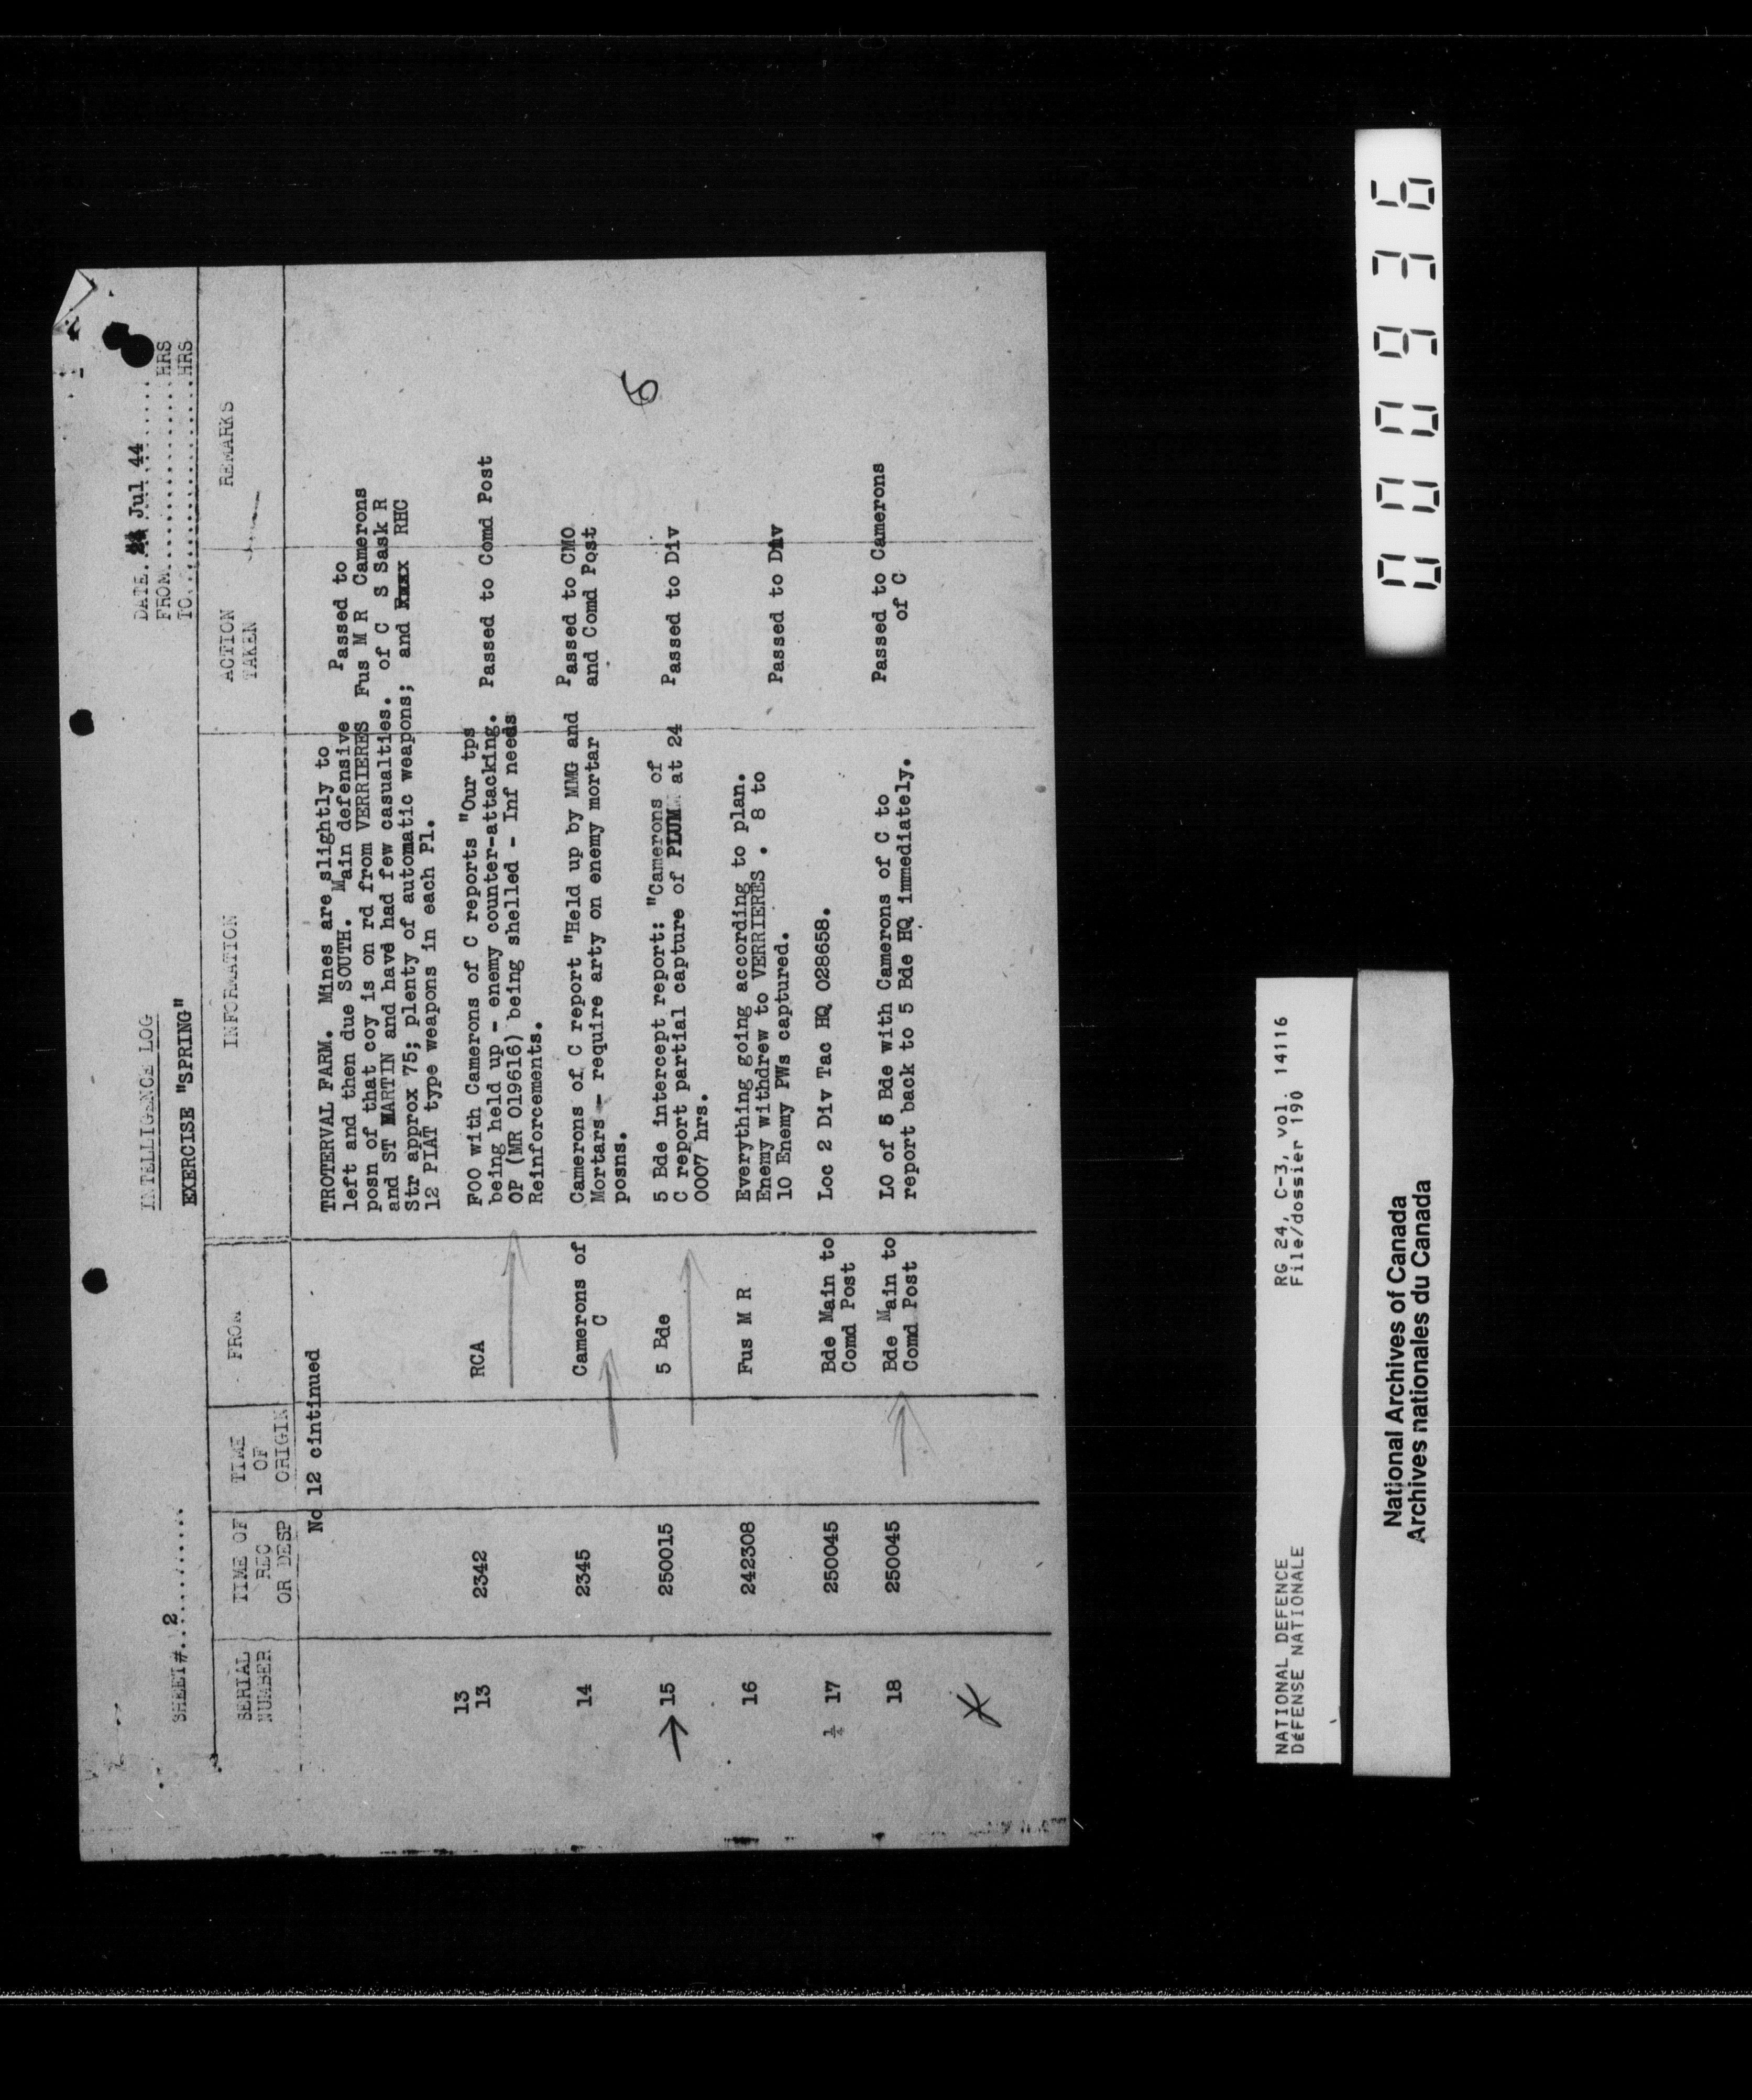 SHEET#..2........
INTELLIGENCE LOG
EXERCISE "SPRING"
DATE. Jul 44.....
FROM..................HRS
TO....................HRS
SERIAL NUMBER
TIME OF REC OR DESP
TIME OF ORIGIN
FROM
INFORMATION
ACTION TAKEN
REMARKS
No 12 cintinued
TROTERVAL FARM. Mines are slightly to
left and then due SOUTH. Main defensive
posn of that coy is on rd from VERRIERES
and ST MARTIN and have had few casualties.
Str approx 75; plenty of automatic weapons;
12 PIAT type weapons in each Pl.
Passed to
Fus M R Camerons
of C S Sask R
and RHC
13
13 2342 RCA
FOO with Camerons of C reports "Our tps
being held up - enemy counter-attacking.
OP (MR 019616) being shelled - Inf needs
Reinforcements.
Passed to Comd Post
14 2345 Camerons of
C
Camerons of C report "Held up by MMG and
Mortars - require arty on enemy mortar
posns.
Passed to CMO
and Comd Post
6
15 250015 5 Bde
5 Bde intercept report: "Camerons of
C report partial capture of PLUM at 24
0007 hrs.
Passed to Div
16 242308 Fus M R
Everything going according to plan.
Enemy withdrew to VERRIERES . 8 to
10 Enemy PWs captured.
Passed to Div
½ 17 250045 Bde Main to
Comd Post
Loc 2 Div Tac HQ 028658.
18 250045 Bde Main to
Comd Post
LO of 5 Bde with Camerons of C to
report back to 5 Bde HQ immediately.
Passed to Camerons
of C
NATIONAL DEFENCE RG 24, C-3, vol. 14116
DÉFENSE NATIONALE File/dossier 190
National Archives of Canada
Archives nationales du Canada
000936